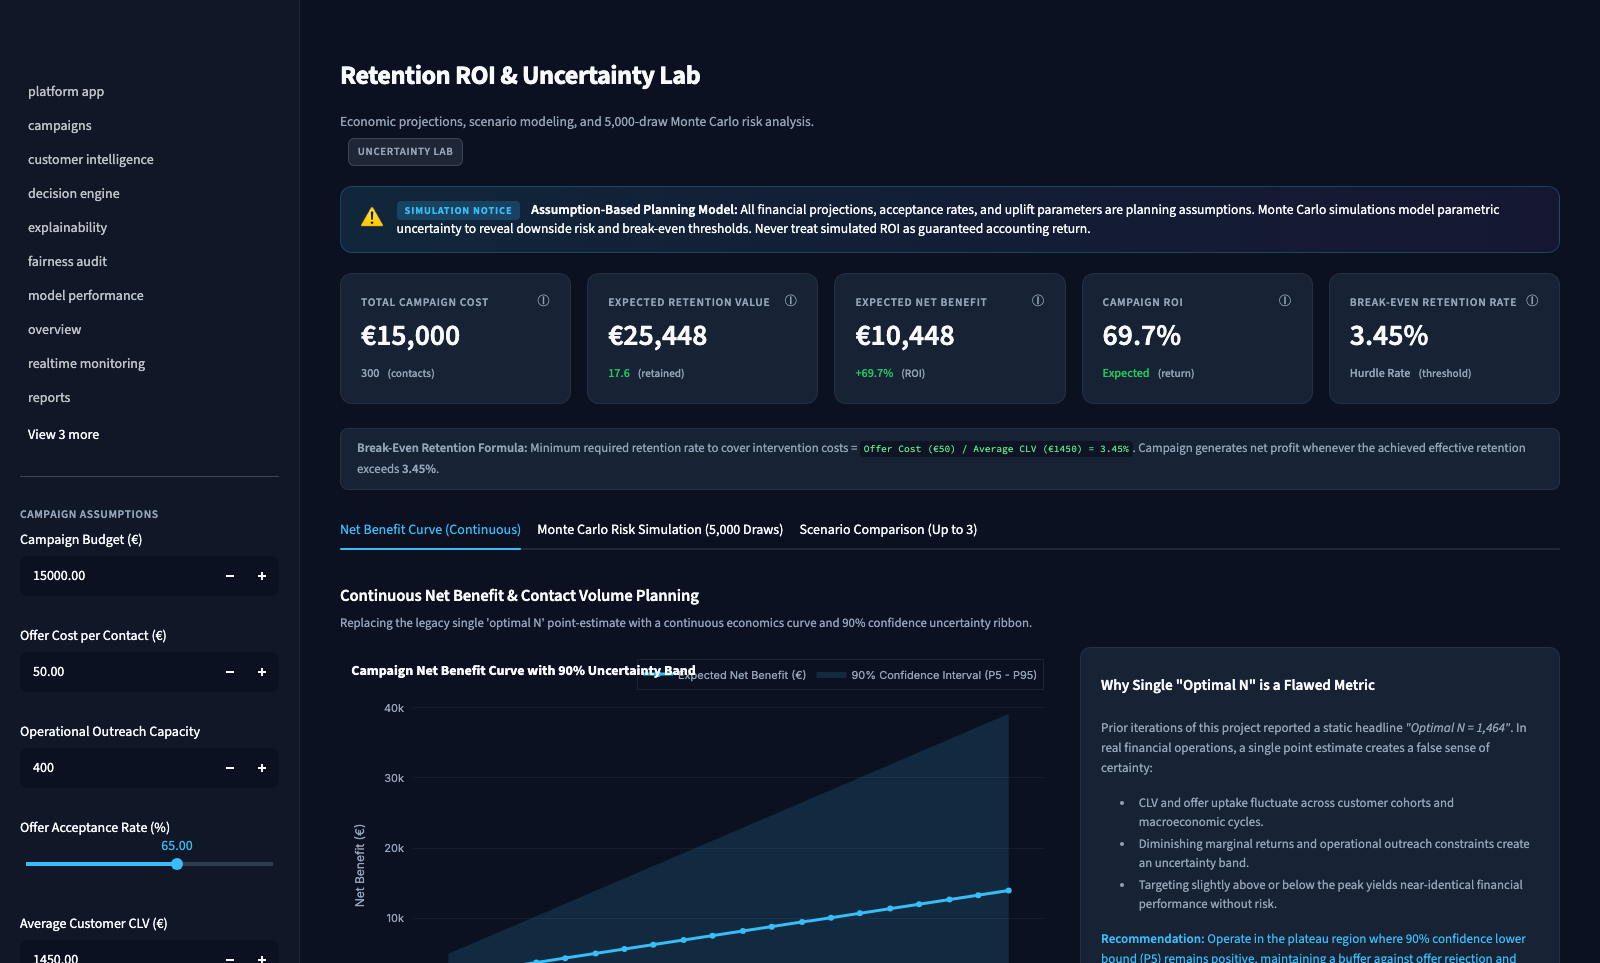 platform app
campaigns
customer intelligence
decision engine
explainability
fairness audit
model performance
overview
realtime monitoring
reports
View 3 more
CAMPAIGN ASSUMPTIONS
Campaign Budget (€)
15000.00
Offer Cost per Contact (€)
50.00
Operational Outreach Capacity
400
Offer Acceptance Rate (%)
65.00
Average Customer CLV (€)
1450.00
Retention ROI & Uncertainty Lab
Economic projections, scenario modeling, and 5,000-draw Monte Carlo risk analysis.
UNCERTAINTY LAB
SIMULATION NOTICE Assumption-Based Planning Model: All financial projections, acceptance rates, and uplift parameters are planning assumptions. Monte Carlo simulations model parametric
uncertainty to reveal downside risk and break-even thresholds. Never treat simulated ROI as guaranteed accounting return.
TOTAL CAMPAIGN COST
€15,000
300 (contacts)
EXPECTED RETENTION VALUE
€25,448
17.6 (retained)
EXPECTED NET BENEFIT
€10,448
+69.7% (ROI)
CAMPAIGN ROI
69.7%
Expected (return)
BREAK-EVEN RETENTION RATE
3.45%
Hurdle Rate (threshold)
Break-Even Retention Formula: Minimum required retention rate to cover intervention costs = Offer Cost (€50) / Average CLV (€1450) = 3.45% . Campaign generates net profit whenever the achieved effective retention
exceeds 3.45%.
Net Benefit Curve (Continuous)
Monte Carlo Risk Simulation (5,000 Draws)
Scenario Comparison (Up to 3)
Continuous Net Benefit & Contact Volume Planning
Replacing the legacy single 'optimal N' point-estimate with a continuous economics curve and 90% confidence uncertainty ribbon.
Campaign Net Benefit Curve with 90% Uncertainty Band
Expected Net Benefit (€)
90% Confidence Interval (P5 - P95)
40k
30k
20k
10k
Net Benefit (€)
Why Single "Optimal N" is a Flawed Metric
Prior iterations of this project reported a static headline "Optimal N = 1,464". In
real financial operations, a single point estimate creates a false sense of
certainty:
• CLV and offer uptake fluctuate across customer cohorts and
macroeconomic cycles.
• Diminishing marginal returns and operational outreach constraints create
an uncertainty band.
• Targeting slightly above or below the peak yields near-identical financial
performance without risk.
Recommendation: Operate in the plateau region where 90% confidence lower
bound (P5) remains positive, maintaining a buffer against offer rejection and